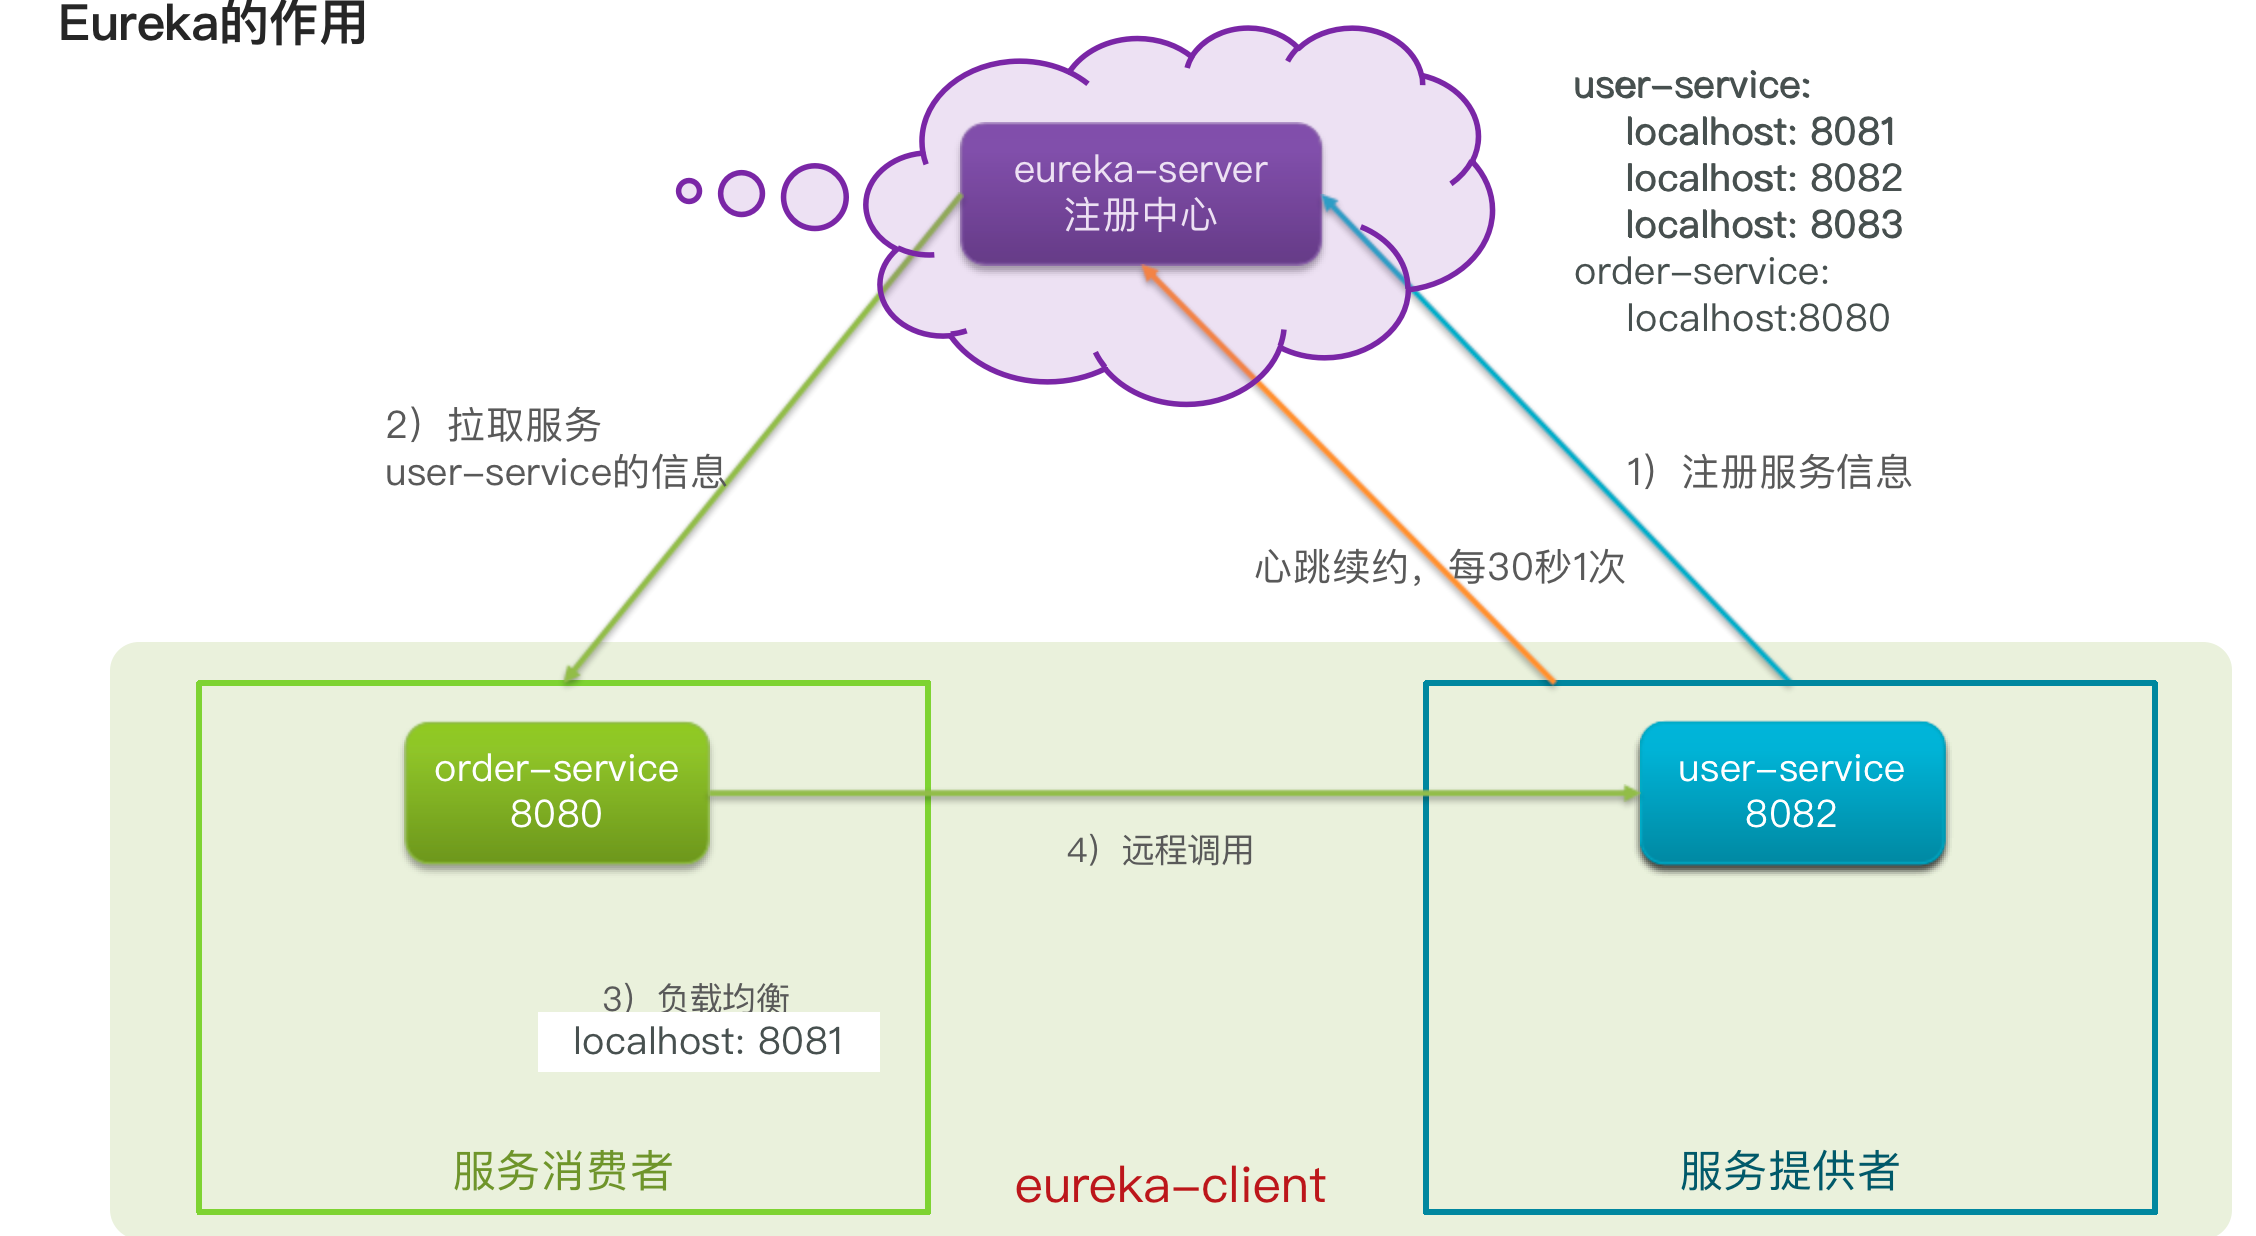 Eureka的作用
eureka-server
注册中心
user-service:
localhost: 8081
localhost: 8082
localhost: 8083
order-service:
localhost:8080
2）拉取服务
user-service的信息
1）注册服务信息
心跳续约，每30秒1次
order-service
8080
user-service
8082
4）远程调用
3）负载均衡
localhost: 8081
服务消费者
eureka-client
服务提供者